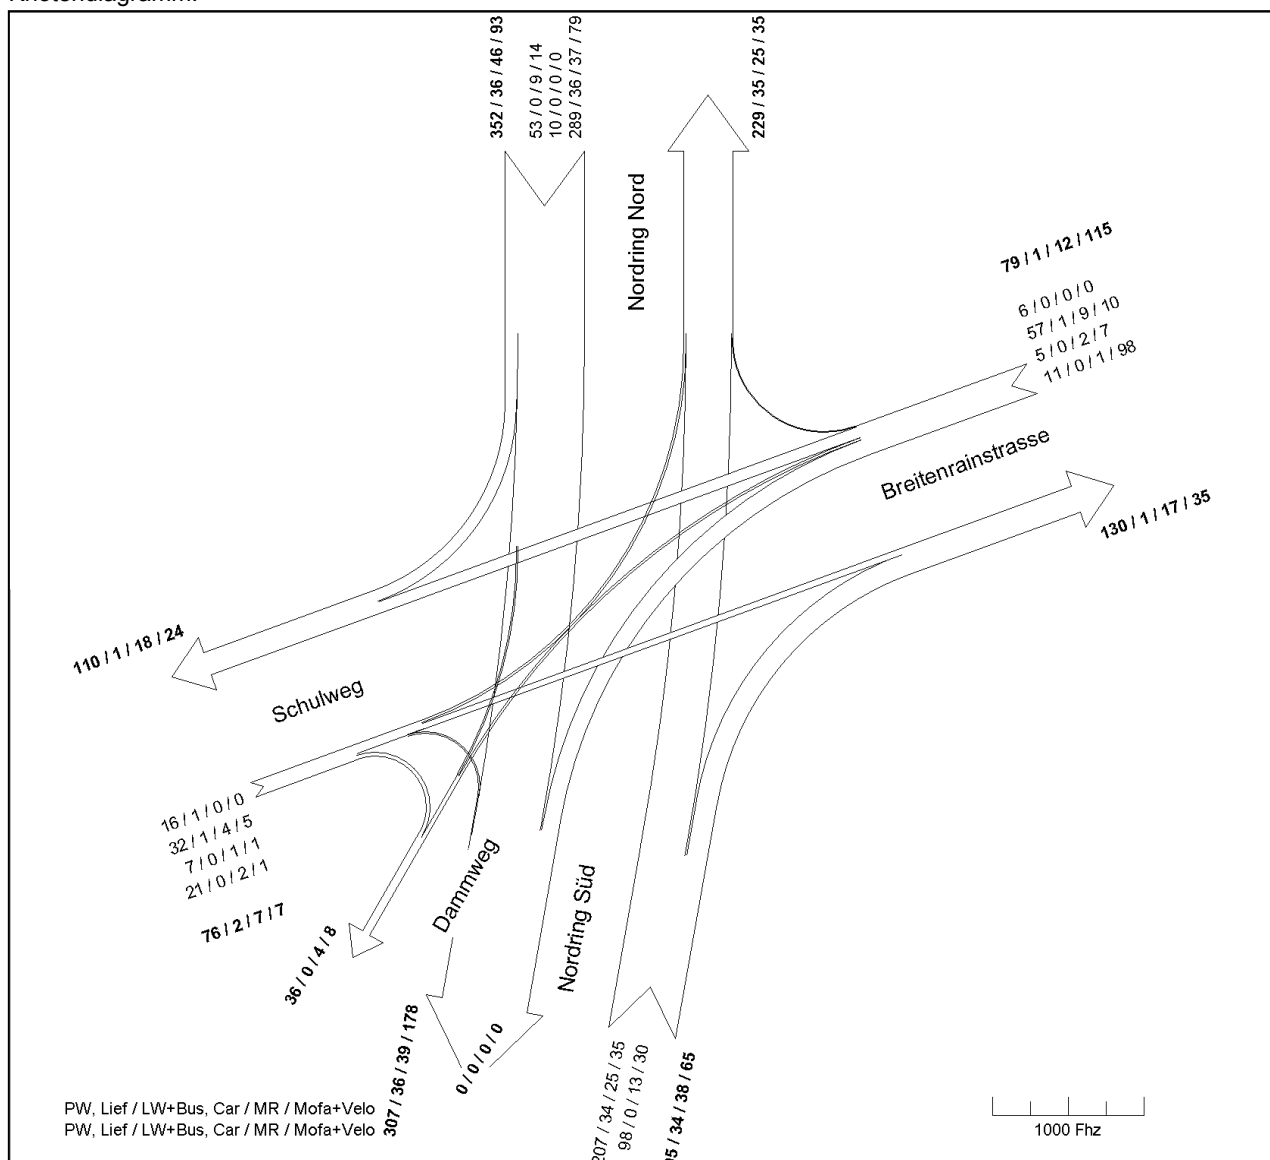 352 / 36 / 46 / 93
53 / 0 / 9 / 14
10 / 0 / 0 / 0
289 / 36 / 37 / 79
229 / 35 / 25 / 35
Nordring Nord
79 / 1 / 12 / 115
6 / 0 / 0 / 0
57 / 1 / 9 / 10
5 / 0 / 2 / 7
11 / 0 / 1 / 98
Breitenrainstrasse
130 / 1 / 17 / 35
110 / 1 / 18 / 24
Schulweg
16 / 1 / 0 / 0
32 / 1 / 4 / 5
7 / 0 / 1 / 1
21 / 0 / 2 / 1
76 / 2 / 7 / 7
Dammweg
36 / 0 / 4 / 8
Nordring Süd
307 / 36 / 39 / 178
0 / 0 / 0 / 0
207 / 34 / 25 / 35
98 / 0 / 13 / 30
/ 34 / 38 / 65
PW, Lief / LW+Bus, Car / MR / Mofa+Velo
PW, Lief / LW+Bus, Car / MR / Mofa+Velo
1000 Fhz